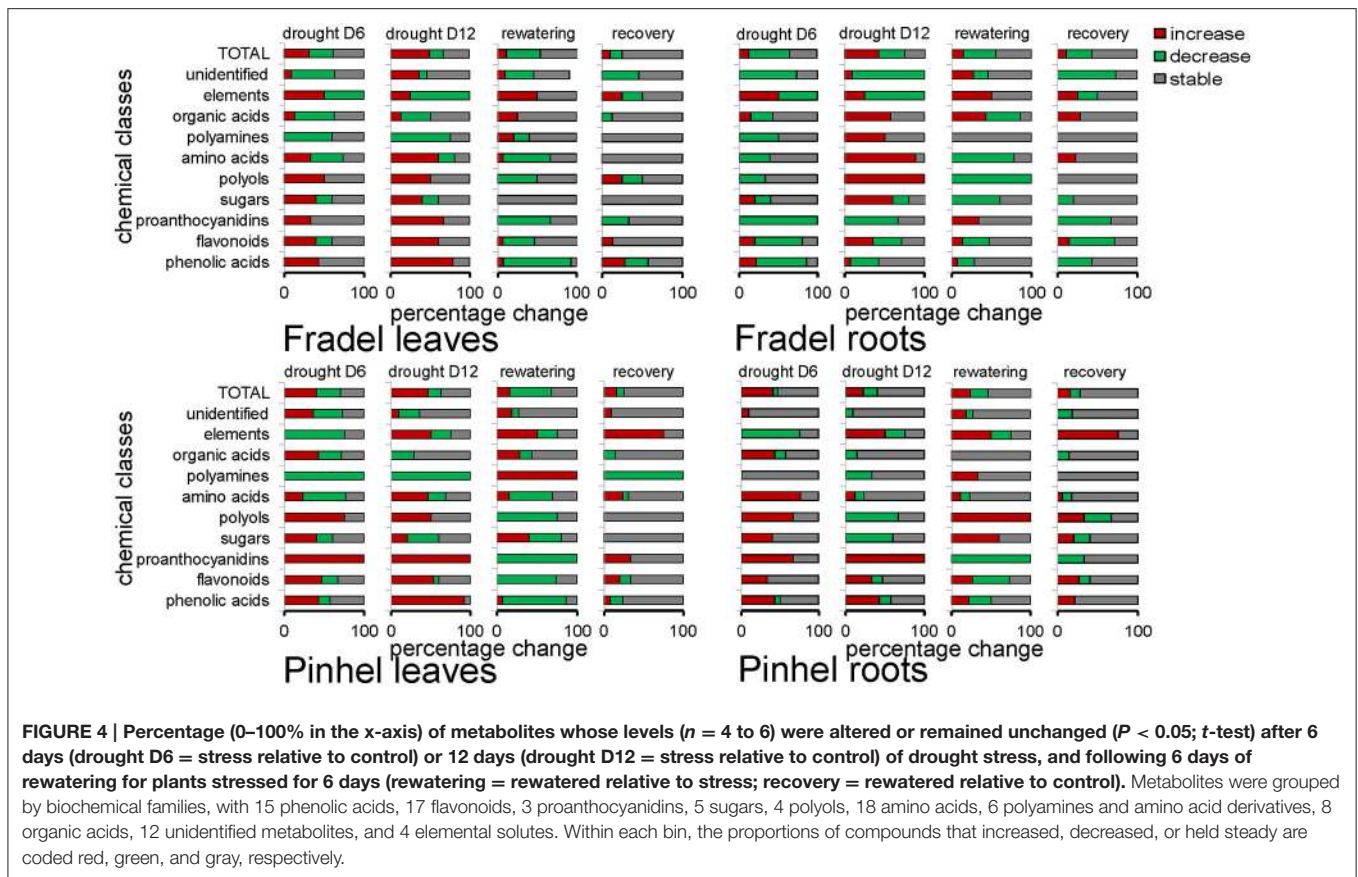 drought D6 drought D12 rewatering recovery drought D6 drought D12 rewatering recovery
increase
decrease
stable
chemical classes
TOTAL
unidentified
elements
organic acids
polyamines
amino acids
polyols
sugars
proanthocyanidins
flavonoids
phenolic acids
0 100 0 100 0 100 0 100 0 100 0 100 0 100 0 100
percentage change percentage change
Fradel leaves Fradel roots
drought D6 drought D12 rewatering recovery drought D6 drought D12 rewatering recovery
chemical classes
TOTAL
unidentified
elements
organic acids
polyamines
amino acids
polyols
sugars
proanthocyanidins
flavonoids
phenolic acids
0 100 0 100 0 100 0 100 0 100 0 100 0 100 0 100
percentage change percentage change
Pinhel leaves Pinhel roots
FIGURE 4 | Percentage (0–100% in the x-axis) of metabolites whose levels (n = 4 to 6) were altered or remained unchanged (P < 0.05; t-test) after 6
days (drought D6 = stress relative to control) or 12 days (drought D12 = stress relative to control) of drought stress, and following 6 days of
rewatering for plants stressed for 6 days (rewatering = rewatered relative to stress; recovery = rewatered relative to control). Metabolites were grouped
by biochemical families, with 15 phenolic acids, 17 flavonoids, 3 proanthocyanidins, 5 sugars, 4 polyols, 18 amino acids, 6 polyamines and amino acid derivatives, 8
organic acids, 12 unidentified metabolites, and 4 elemental solutes. Within each bin, the proportions of compounds that increased, decreased, or held steady are
coded red, green, and gray, respectively.